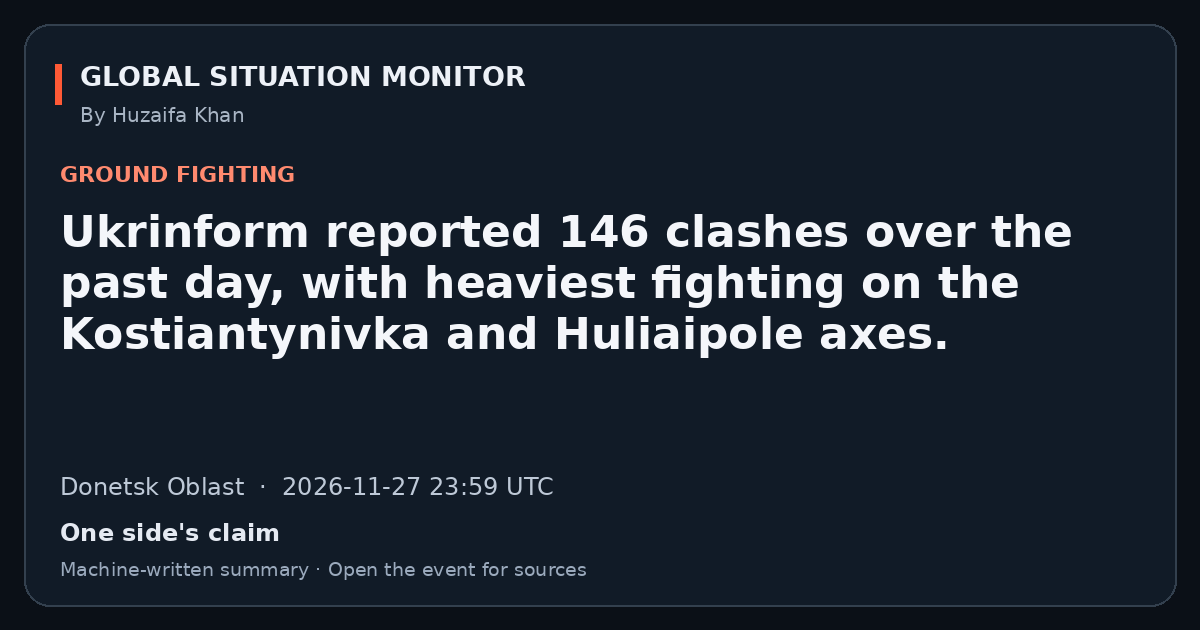 GLOBAL SITUATION MONITOR
By Huzaifa Khan
GROUND FIGHTING
Ukrinform reported 146 clashes over the
past day, with heaviest fighting on the
Kostiantynivka and Huliaipole axes.
Donetsk Oblast · 2026-11-27 23:59 UTC
One side's claim
Machine-written summary · Open the event for sources